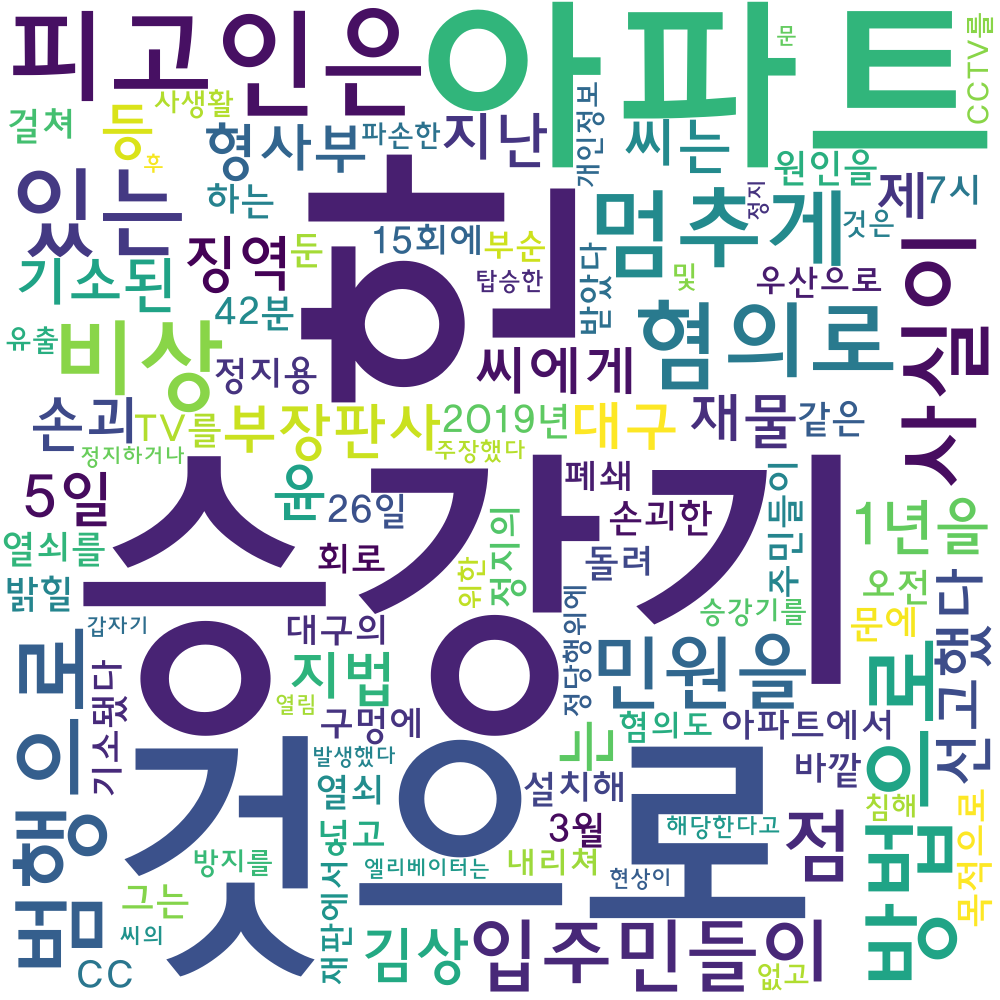 피고인은
아파트
CCTV를
문
사생활
걸쳐
등
후
형사부
파손한
지난
개인정보
씨는
원인을
제
7시
있는
하는
한
멈추게
정지
것은
사실이
징역
둔
15회에
부순
탑승한
받았다
및
우산으로
기소된
42분
유출
비상
정지용
씨에게
혐의로
손괴
TV를
부장판사
2019년
대구
재물
같은
정지하거나
주장했다
5일
윤
26일
승강기
폐쇄
손괴한
1년을
열쇠를
회로
위한
정지의
돌려
주민들이
오전
선고했다
밝힐
갑자기
대구의
정당행위에
승강기를
문에
범행으로
기소됐다
지법
열림
구멍에
민원을
혐의도
아파트에서
방법으로
것으로
발생했다
는
바깥
열쇠
설치해
침해
목적으로
넣고
3월
해당한다고
점
방지를
재판에서
엘리베이터는
내리쳐
현상이
그는
씨의
CC
김상
입주민들이
없고